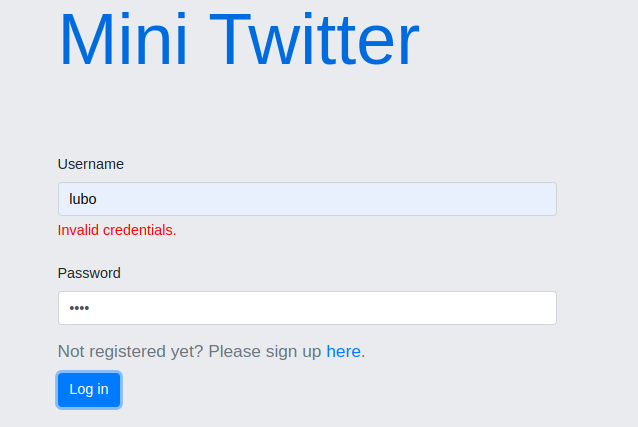 Mini Twitter
Username
lubo
Invalid credentials.
Password
••••
Not registered yet? Please sign up here.
Log in